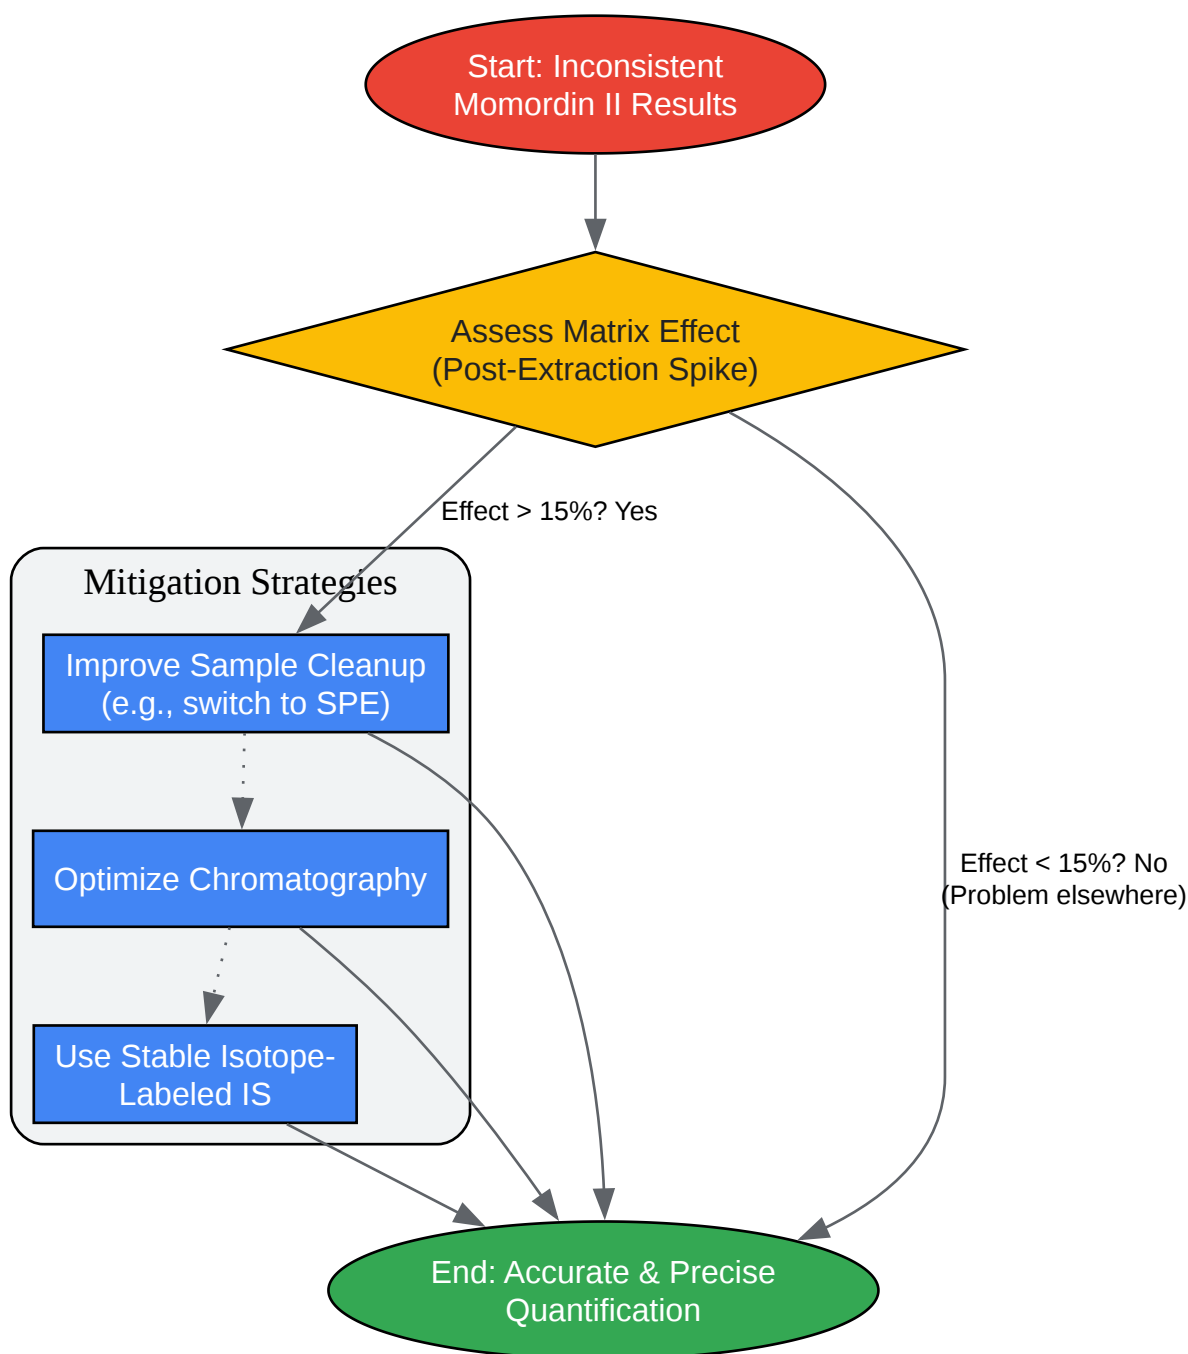 Start: Inconsistent
Momordin II Results
Assess Matrix Effect
(Post-Extraction Spike)
Effect > 15%? Yes
Mitigation Strategies
Improve Sample Cleanup
(e.g., switch to SPE)
Optimize Chromatography
Effect < 15%? No
(Problem elsewhere)
Use Stable Isotope-
Labeled IS
End: Accurate & Precise
Quantification